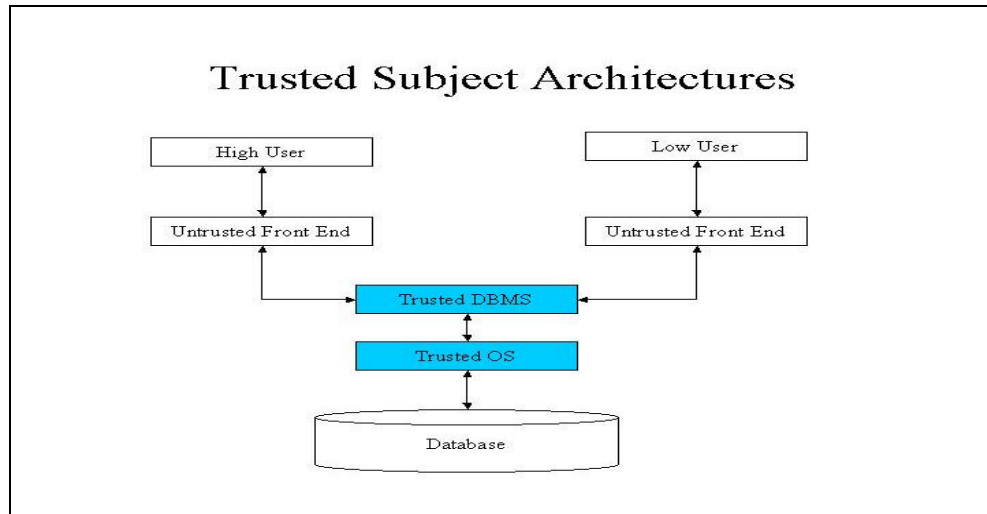 Trusted Subject Architectures
High User
Low User
Untrusted Front End
Untrusted Front End
Trusted DBMS
Trusted OS
Database